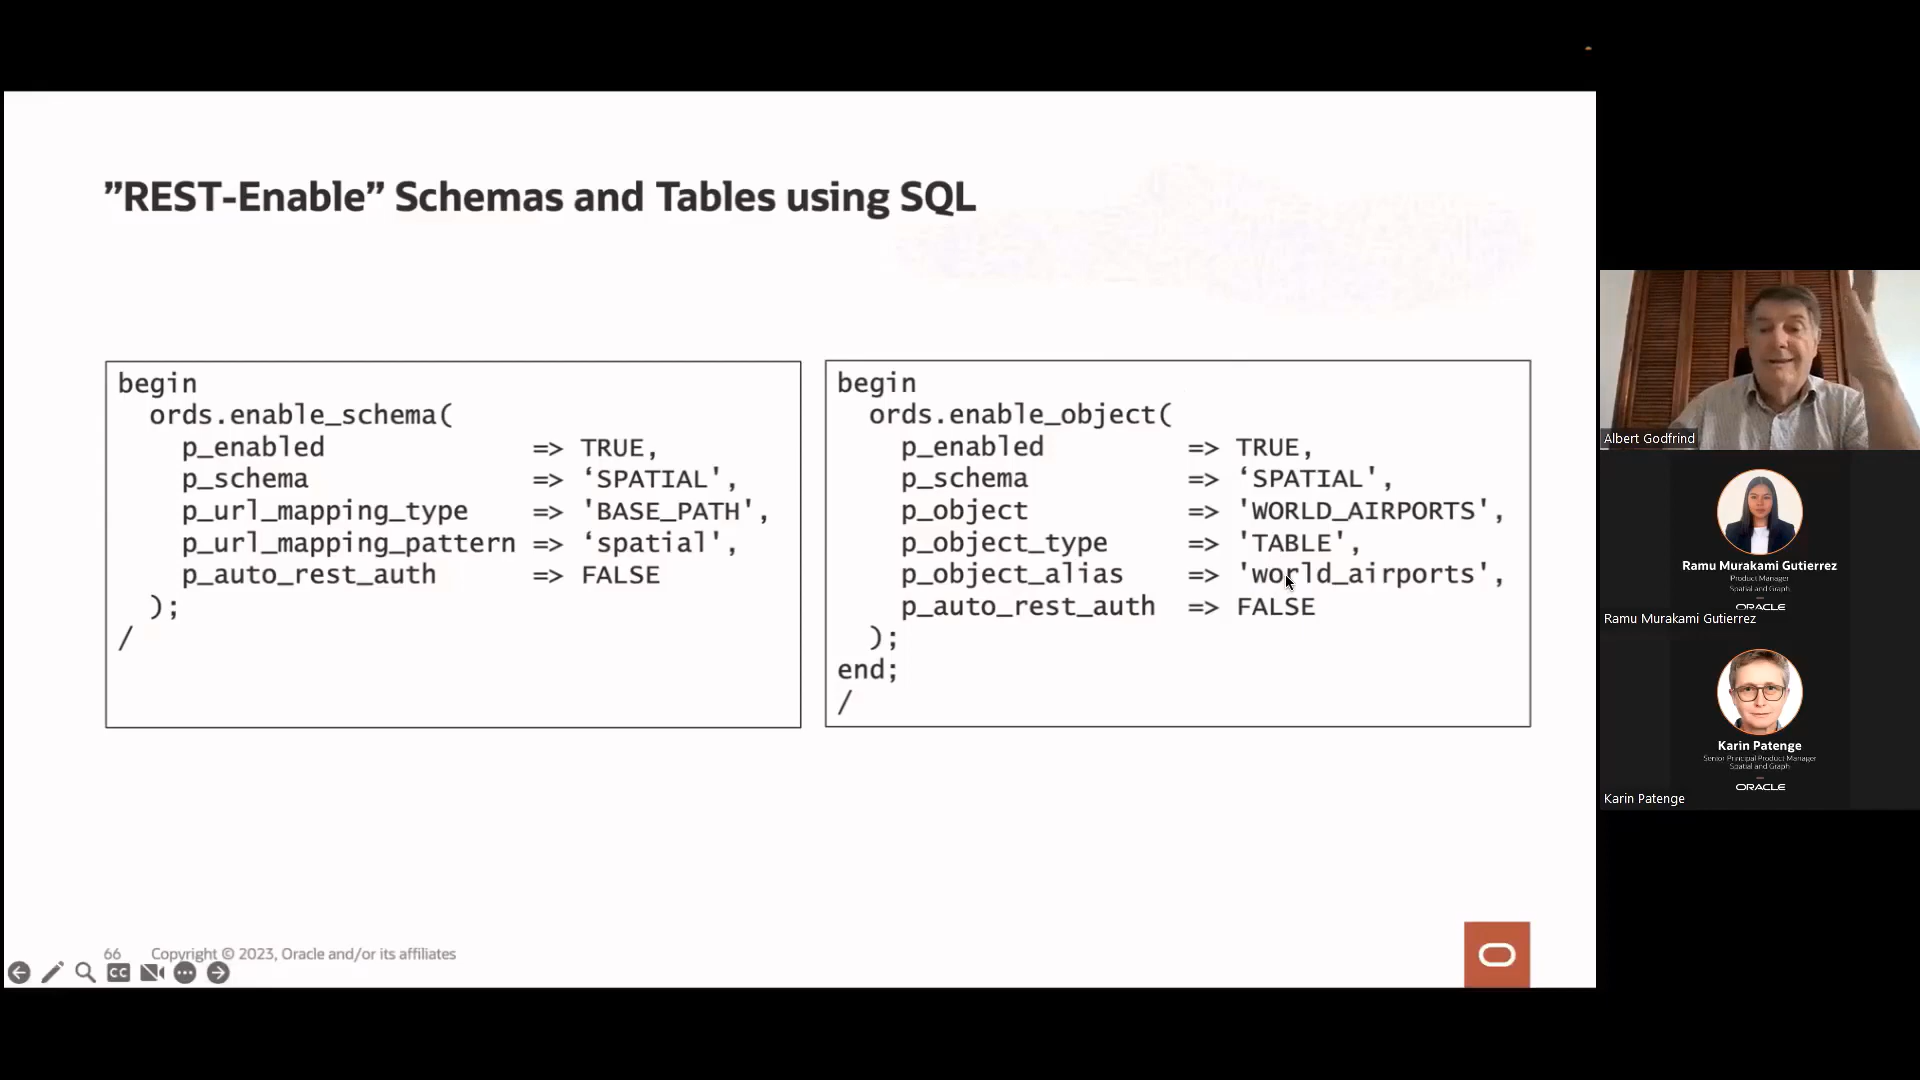 ”REST-Enable” Schemas and Tables using SQL
begin
ords.enable_schema(
p_enabled => TRUE,
p_schema => ‘SPATIAL',
p_url_mapping_type => 'BASE_PATH',
p_url_mapping_pattern => ‘spatial',
p_auto_rest_auth => FALSE
);
/
begin
ords.enable_object(
p_enabled => TRUE,
p_schema => ‘SPATIAL',
p_object => 'WORLD_AIRPORTS',
p_object_type => 'TABLE',
p_object_alias => 'world_airports',
p_auto_rest_auth => FALSE
);
end;
/
66 Copyright © 2023, Oracle and/or its affiliates
CC
Albert Godfrind
Ramu Murakami Gutierrez
Product Manager
Spatial and Graph
ORACLE
Ramu Murakami Gutierrez
Karin Patenge
Senior Principal Product Manager
Spatial and Graph
ORACLE
Karin Patenge